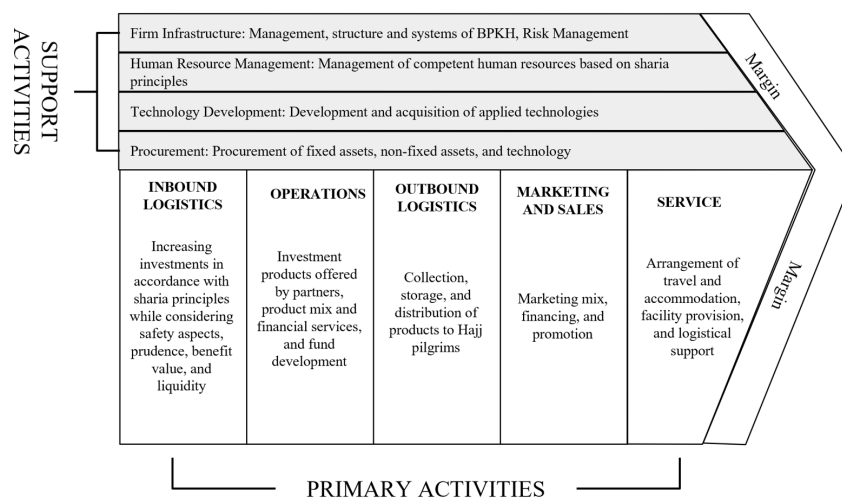 SUPPORT
ACTIVITIES
Firm Infrastructure: Management, structure and systems of BPKH, Risk Management
Human Resource Management: Management of competent human resources based on sharia
principles
Technology Development: Development and acquisition of applied technologies
Procurement: Procurement of fixed assets, non-fixed assets, and technology
Margin
INBOUND
LOGISTICS
Increasing
investments in
accordance with
sharia principles
while considering
safety aspects,
prudence, benefit
value, and
liquidity
OPERATIONS
Investment
products offered
by partners,
product mix and
financial services,
and fund
development
OUTBOUND
LOGISTICS
Collection,
storage, and
distribution of
products to Hajj
pilgrims
MARKETING
AND SALES
Marketing mix,
financing, and
promotion
SERVICE
Arrangement of
travel and
accommodation,
facility provision,
and logistical
support
Margin
PRIMARY ACTIVITIES